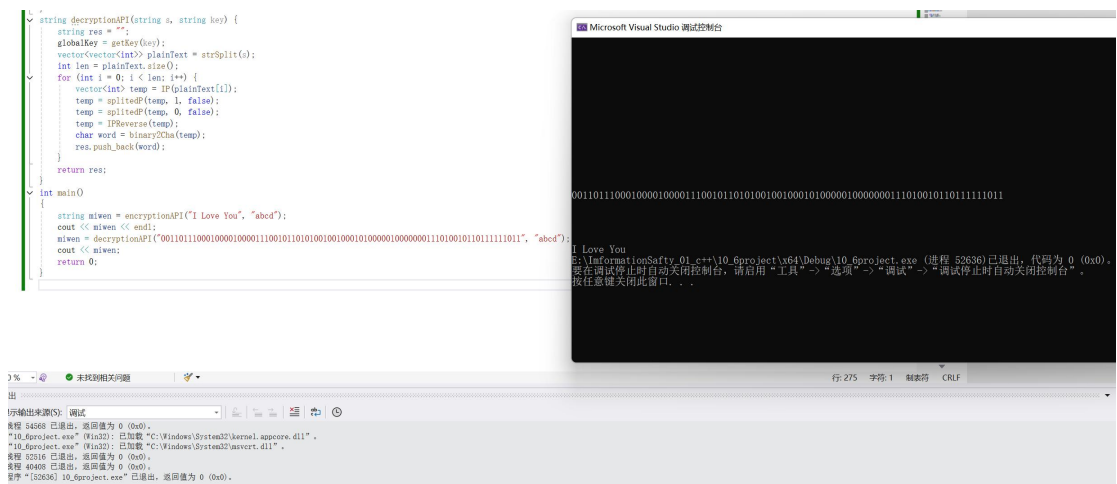 string decryptionAPI(string s, string key) {
string res = "";
globalKey = getKey(key);
vector<vector<int>> plainText = strSplit(s);
int len = plainText.size();
for (int i = 0; i < len; i++) {
vector<int> temp = IP(plainText[i]);
temp = splitedP(temp, 1, false);
temp = splitedP(temp, 0, false);
temp = IPReverse(temp);
char word = binary2Cha(temp);
res.push_back(word);
}
return res;
}
int main()
{
string miwen = encryptionAPI("I Love You", "abcd");
cout << miwen << endl;
miwen = decryptionAPI("00110111000100001000011100101101010010010001010000010000000111010010110111111011", "abcd");
cout << miwen;
return 0;
}
Microsoft Visual Studio 调试控制台
00110111000100001000011100101101010010010001010000010000000111010010110111111011
I Love You
E:\ImformationSafty_01_c++\10_6project\x64\Debug\10_6project.exe (进程 52636)已退出，代码为 0 (0x0)。
要在调试停止时自动关闭控制台，请启用“工具”->“选项”->“调试”->“调试停止时自动关闭控制台”。
按任意键关闭此窗口. . .
0 %
未找到相关问题
行: 275 字符: 1 制表符 CRLF
出
显示输出来源(S): 调试
线程 54568 已退出，返回值为 0 (0x0)。
“10_6project.exe” (Win32): 已加载 “C:\Windows\System32\kernel.appcore.dll”。
“10_6project.exe” (Win32): 已加载 “C:\Windows\System32\msvcrt.dll”。
线程 52516 已退出，返回值为 0 (0x0)。
线程 40408 已退出，返回值为 0 (0x0)。
程序“[52636] 10_6project.exe”已退出，返回值为 0 (0x0)。